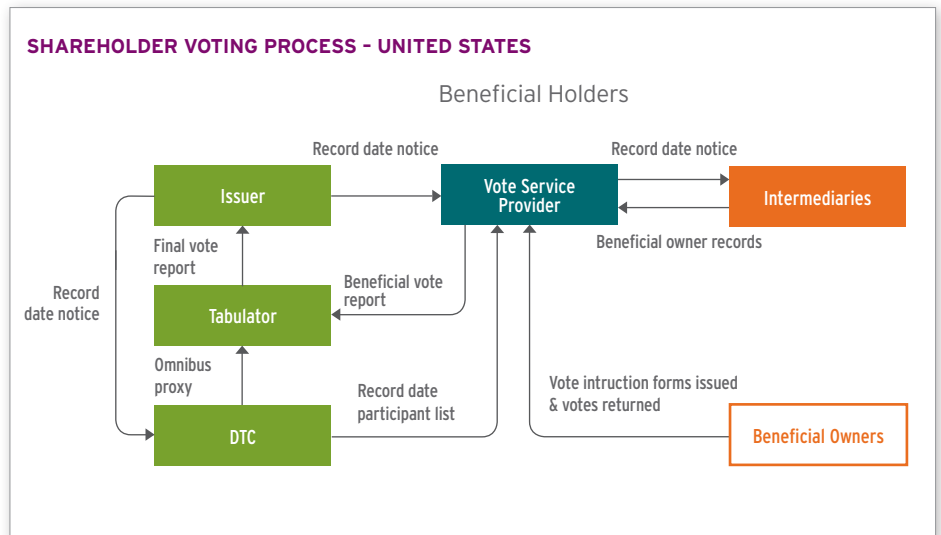 SHAREHOLDER VOTING PROCESS – UNITED STATES
Beneficial Holders
Record date notice
Record date notice
Issuer
Vote Service
Provider
Intermediaries
Final vote
report
Beneficial owner records
Record
date notice
Beneficial vote
report
Tabulator
Omnibus
proxy
Record date
participant list
Vote intruction forms issued
& votes returned
DTC
Beneficial Owners